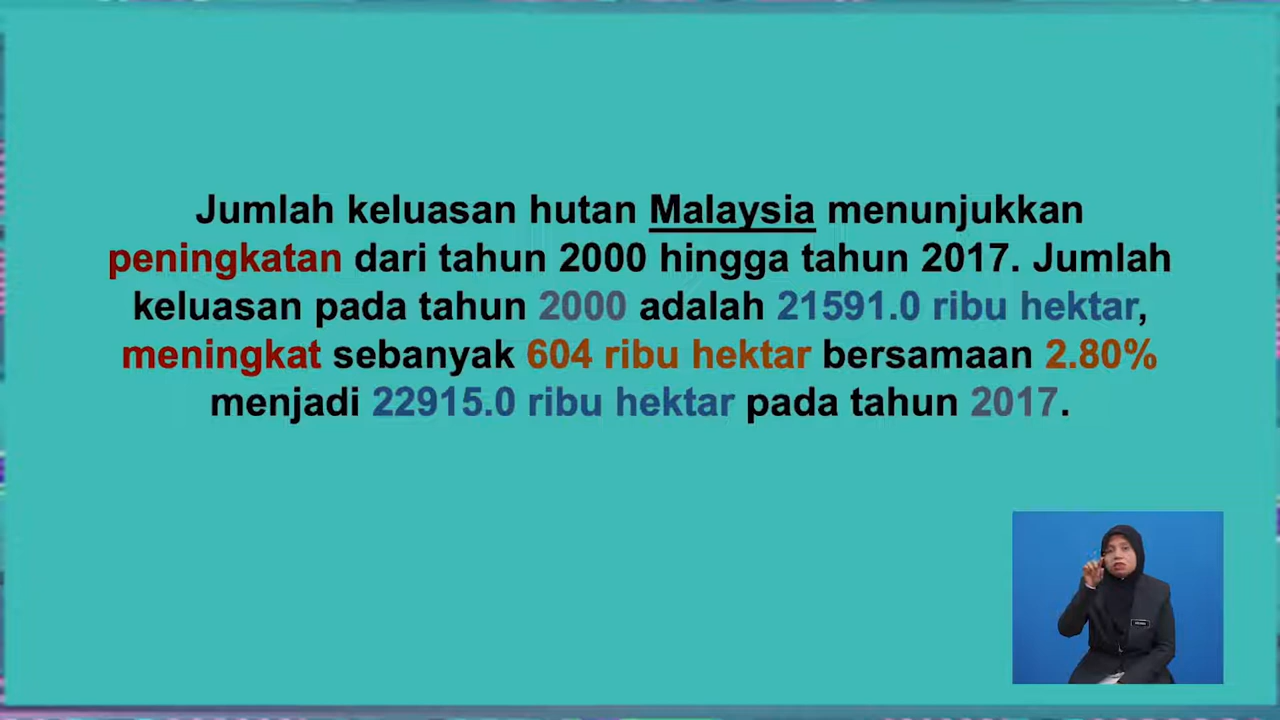 Jumlah keluasan hutan Malaysia menunjukkan
peningkatan dari tahun 2000 hingga tahun 2017. Jumlah
keluasan pada tahun 2000 adalah 21591.0 ribu hektar,
meningkat sebanyak 604 ribu hektar bersamaan 2.80%
menjadi 22915.0 ribu hektar pada tahun 2017.